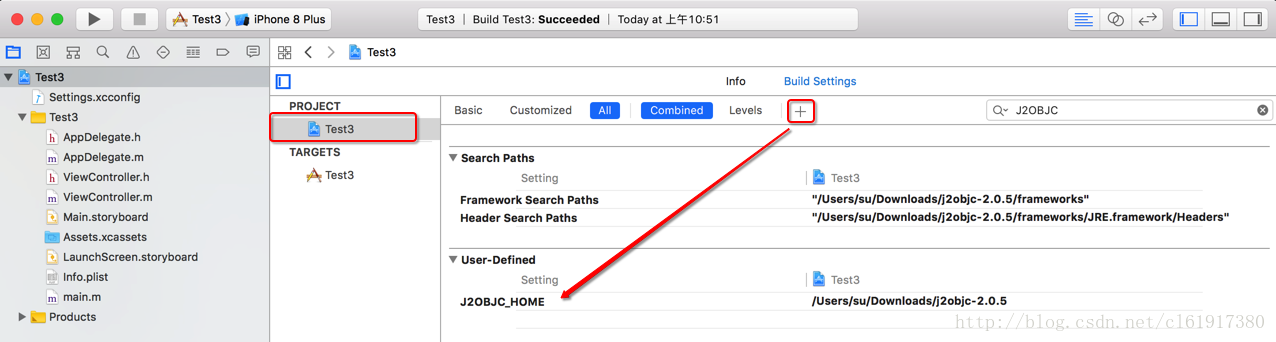 Test3 iPhone 8 Plus Test3 | Build Test3: Succeeded | Today at 上午10:51
Test3
Test3
Info Build Settings
Settings.xcconfig
Test3
AppDelegate.h
AppDelegate.m
ViewController.h
ViewController.m
Main.storyboard
Assets.xcassets
LaunchScreen.storyboard
Info.plist
main.m
Products
PROJECT
Test3
TARGETS
Test3
Basic Customized All Combined Levels + J2OBJC
Search Paths
Setting Test3
Framework Search Paths "/Users/su/Downloads/j2objc-2.0.5/frameworks"
Header Search Paths "/Users/su/Downloads/j2objc-2.0.5/frameworks/JRE.framework/Headers"
User-Defined
Setting Test3
J2OBJC_HOME /Users/su/Downloads/j2objc-2.0.5
http://blog.csdn.net/cl61917380